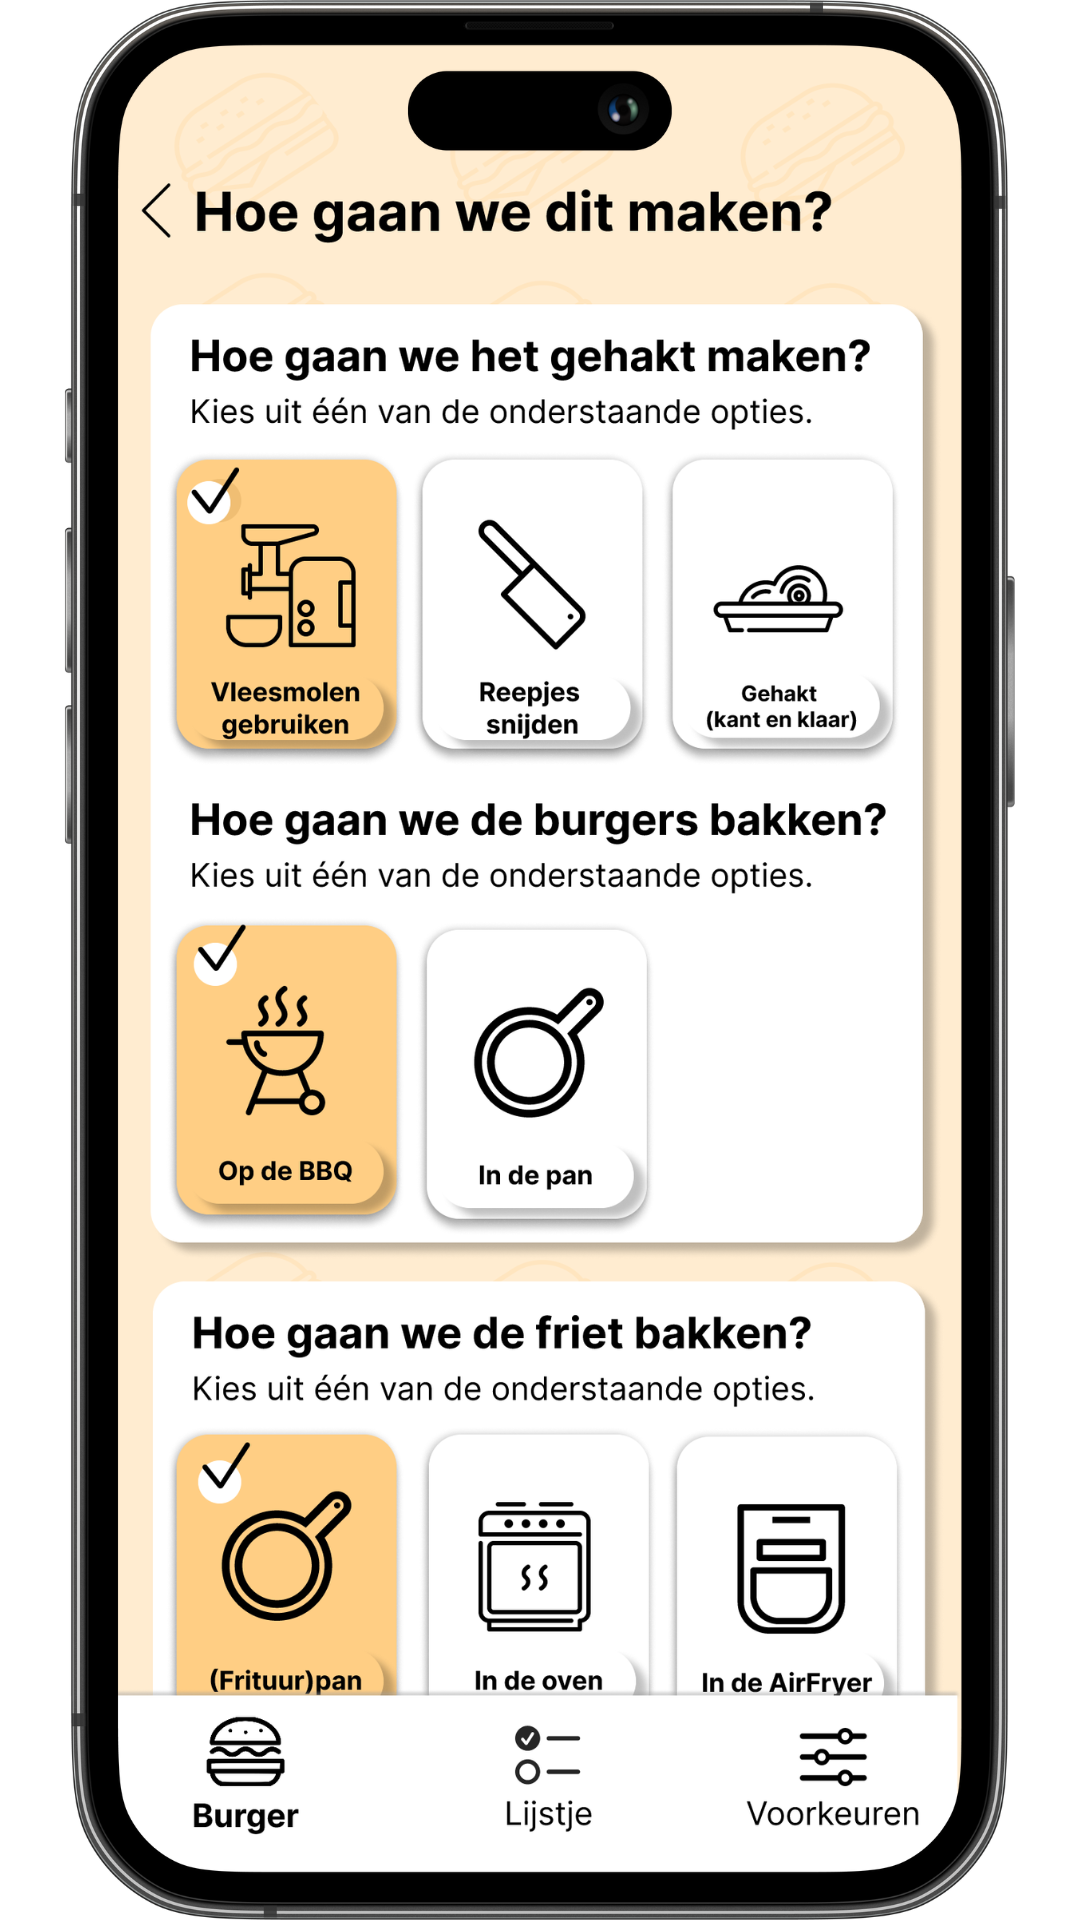 Hoe gaan we dit maken?
Hoe gaan we het gehakt maken?
Kies uit één van de onderstaande opties.
Vleesmolen
gebruiken
Reepjes
snijden
Gehakt
(kant en klaar)
Hoe gaan we de burgers bakken?
Kies uit één van de onderstaande opties.
Op de BBQ
In de pan
Hoe gaan we de friet bakken?
Kies uit één van de onderstaande opties.
(Frituur)pan
In de oven
In de AirFryer
Burger
Lijstje
Voorkeuren